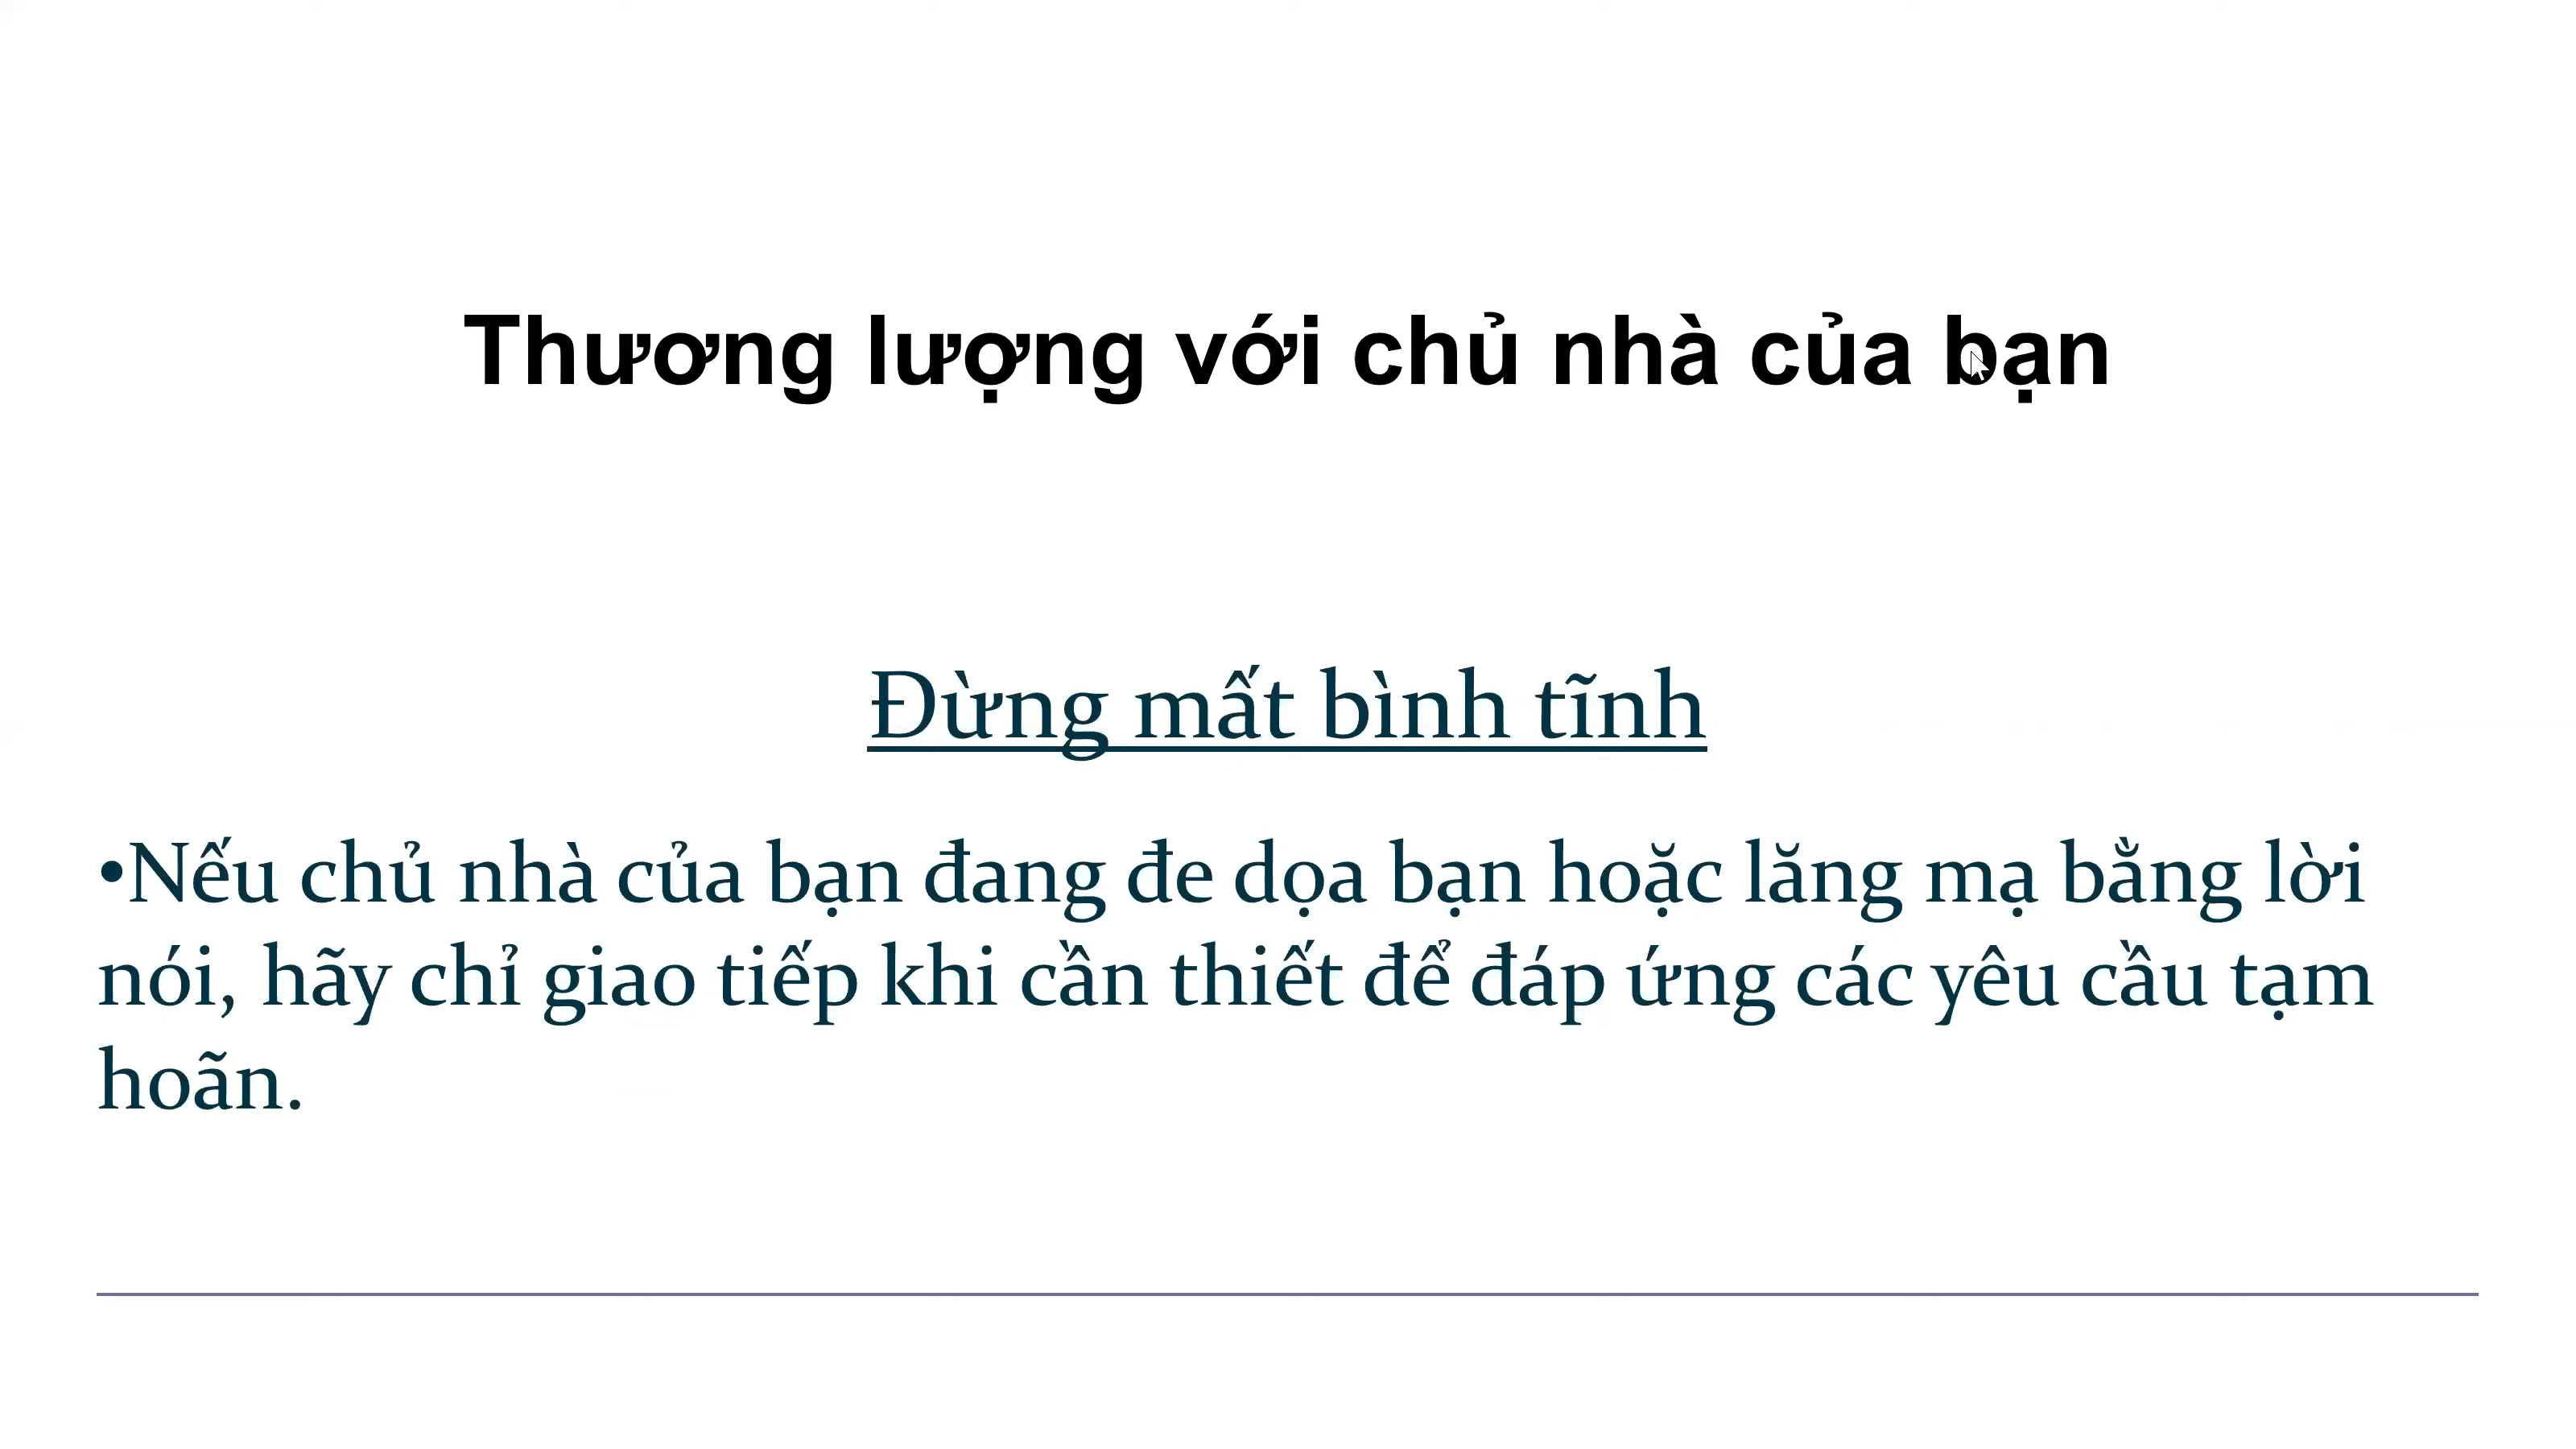 Thương lượng với chủ nhà của bạn
Đừng mất bình tĩnh
•Nếu chủ nhà của bạn đang đe dọa bạn hoặc lăng mạ bằng lời
nói, hãy chỉ giao tiếp khi cần thiết để đáp ứng các yêu cầu tạm
hoãn.